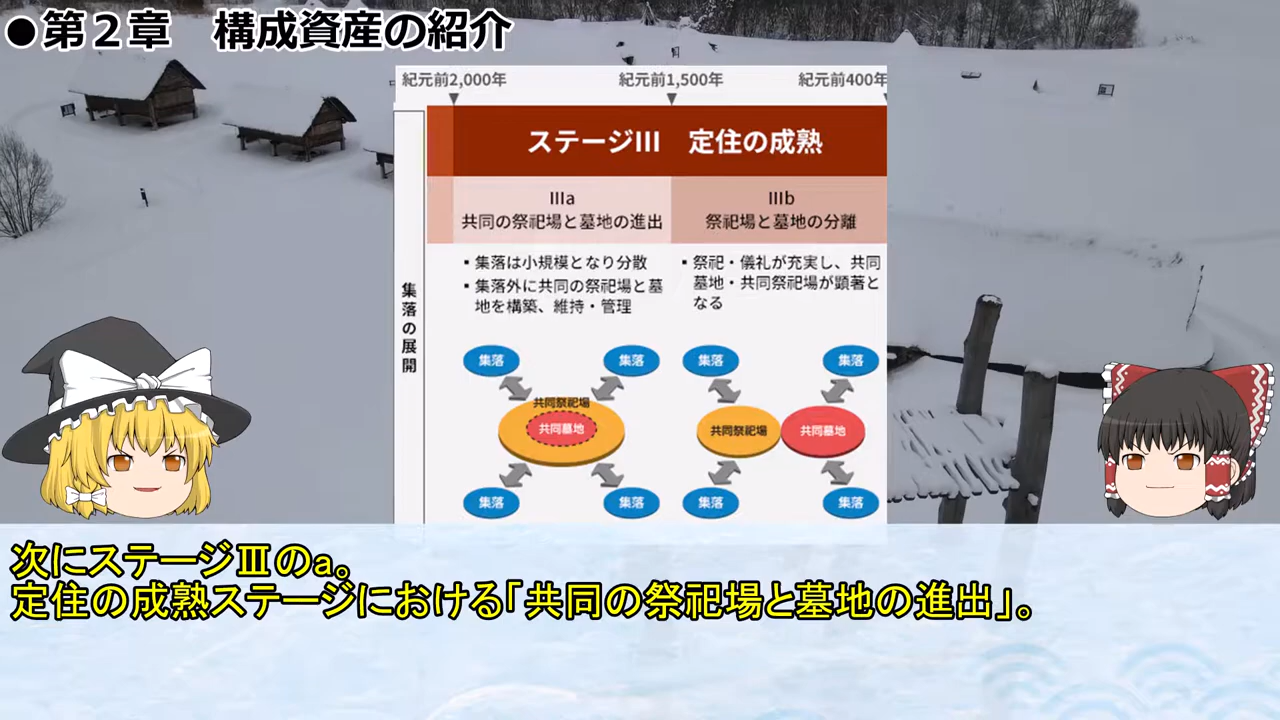 ●第２章　構成資産の紹介
紀元前2,000年
紀元前1,500年
紀元前400年
ステージIII　定住の成熟
IIIa
共同の祭祀場と墓地の進出
IIIb
祭祀場と墓地の分離
集落の展開
▪ 集落は小規模となり分散
▪ 集落外に共同の祭祀場と墓
地を構築、維持・管理
▪ 祭祀・儀礼が充実し、共同
墓地・共同祭祀場が顕著と
なる
集落
集落
共同祭祀場
共同墓地
集落
集落
集落
集落
共同祭祀場
共同墓地
集落
集落
次にステージⅢのa。
定住の成熟ステージにおける「共同の祭祀場と墓地の進出」。